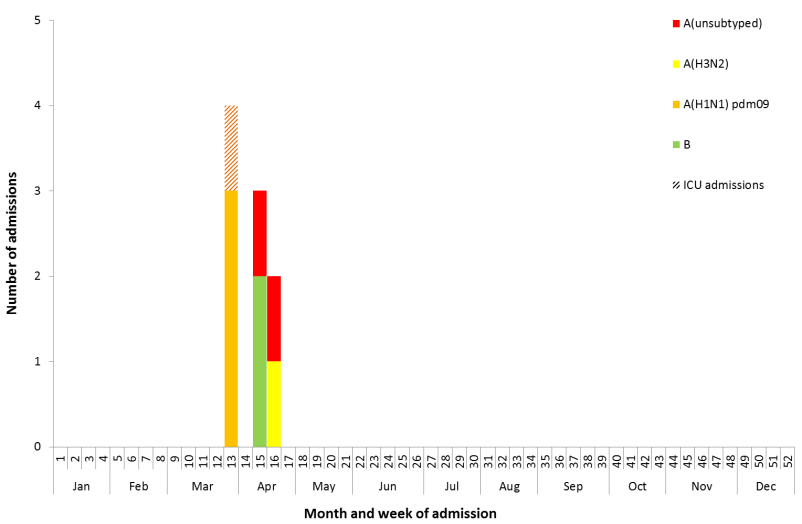 5
4
3
2
1
0
Number of admissions
A(unsubtyped)
A(H3N2)
A(H1N1) pdm09
B
ICU admissions
1 2 3 4 5 6 7 8 9 10 11 12 13 14 15 16 17 18 19 20 21 22 23 24 25 26 27 28 29 30 31 32 33 34 35 36 37 38 39 40 41 42 43 44 45 46 47 48 49 50 51 52
Jan Feb Mar Apr May Jun Jul Aug Sep Oct Nov Dec
Month and week of admission